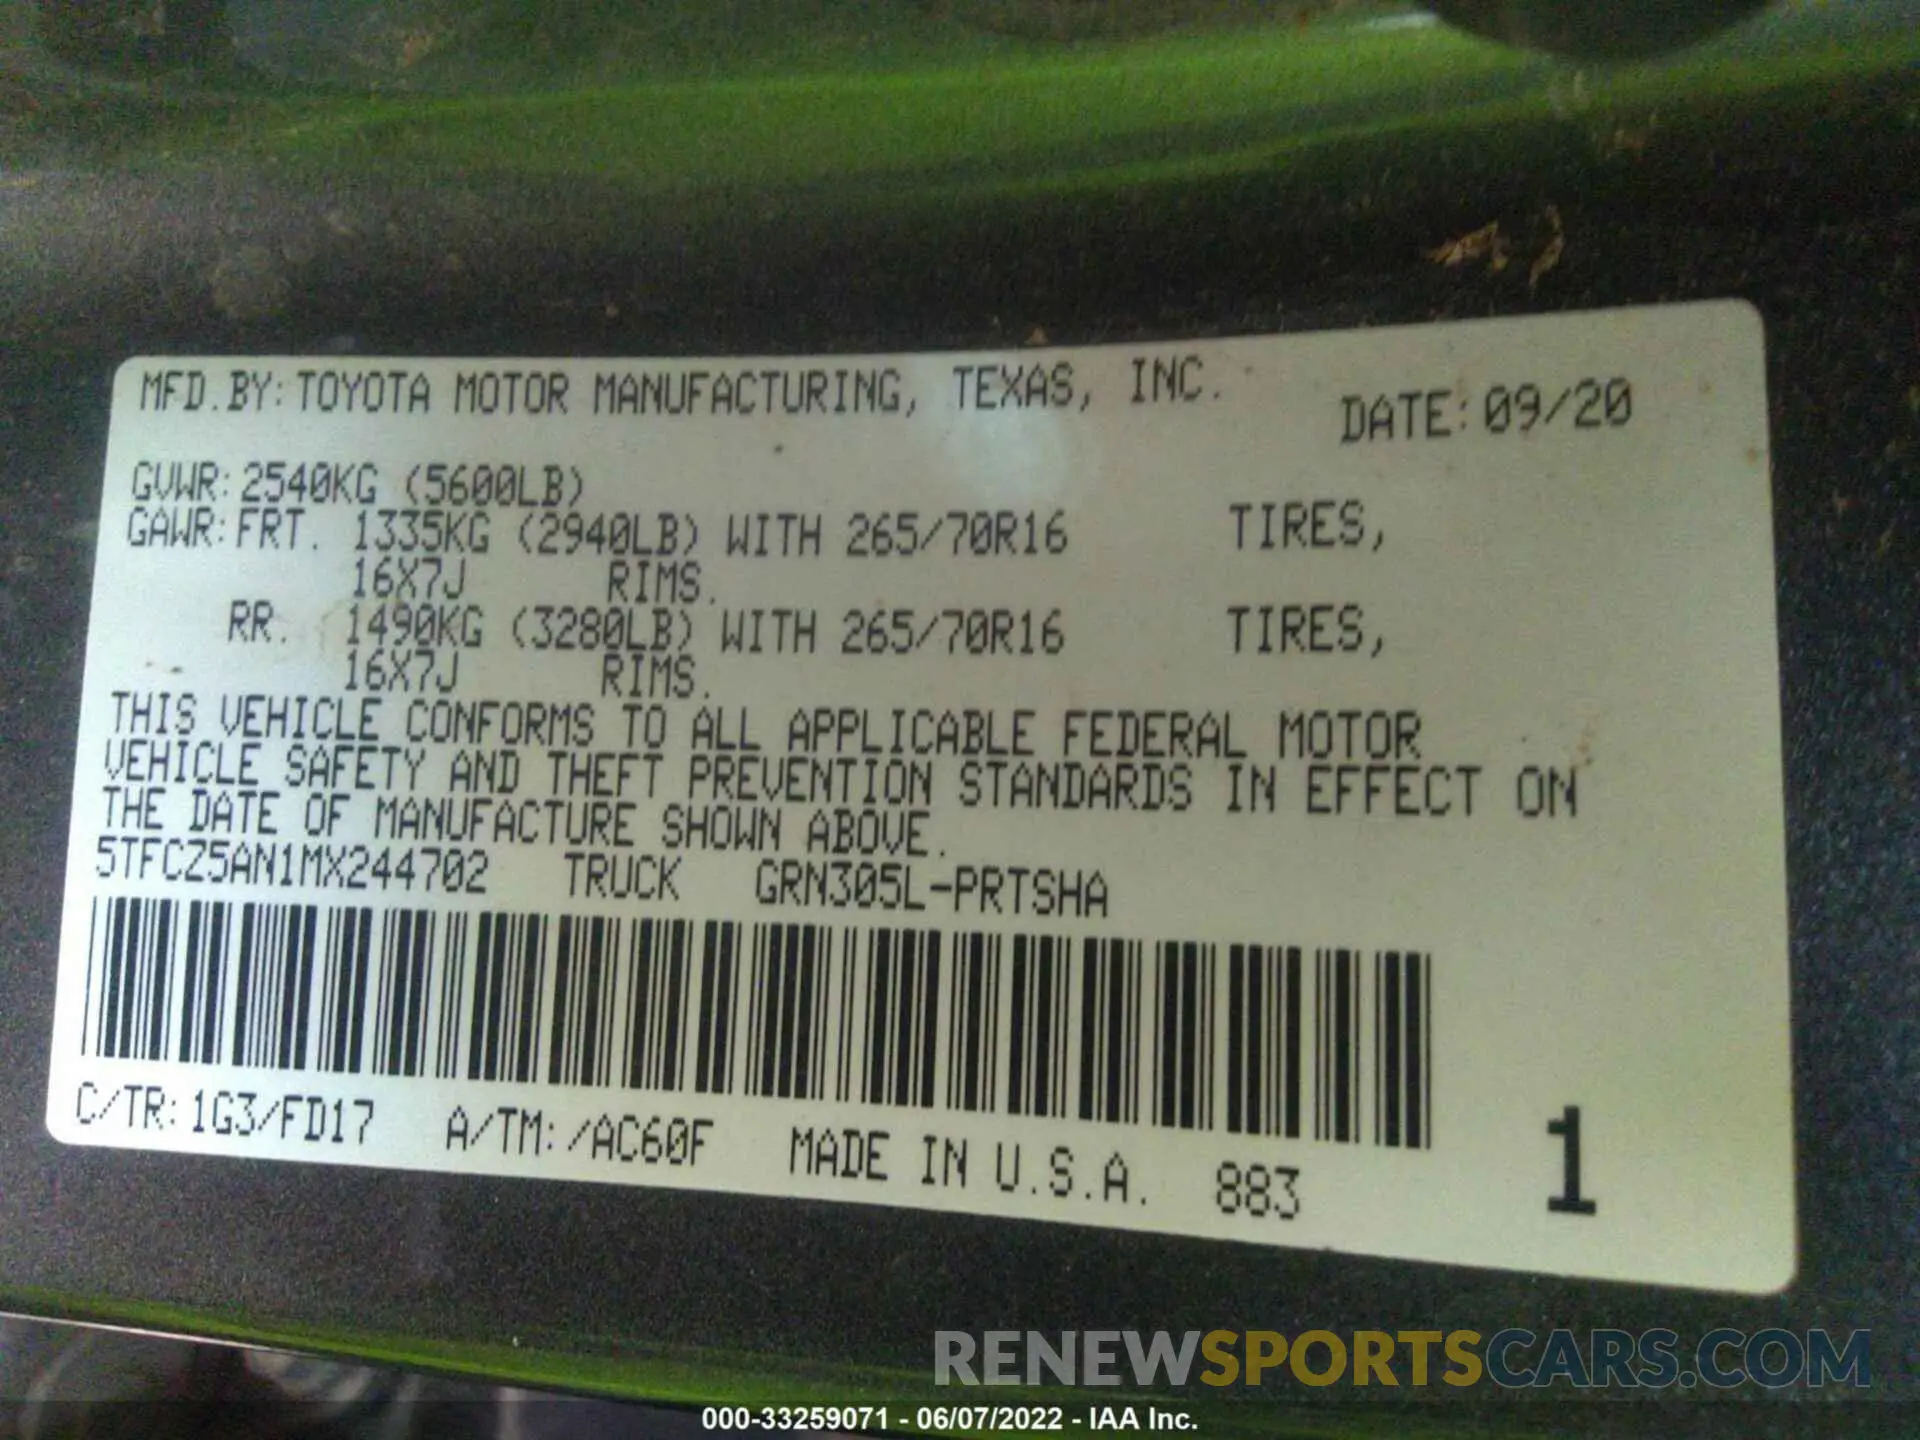 MFD.BY: TOYOTA MOTOR MANUFACTURING, TEXAS, INC. DATE: 09/20
GVWR: 2540KG (5600LB)
GAWR: FRT. 1335KG (2940LB) WITH 265/70R16 TIRES,
16X7J RIMS.
RR. 1490KG (3280LB) WITH 265/70R16 TIRES,
16X7J RIMS.
THIS VEHICLE CONFORMS TO ALL APPLICABLE FEDERAL MOTOR
VEHICLE SAFETY AND THEFT PREVENTION STANDARDS IN EFFECT ON
THE DATE OF MANUFACTURE SHOWN ABOVE.
5TFCZ5AN1MX244702 TRUCK GRN305L-PRTSHA
C/TR: 1G3/FD17 A/TM: /AC60F MADE IN U.S.A. 883 1
RENEWSPORTSCARS.COM
000-33259071 - 06/07/2022 - IAA Inc.